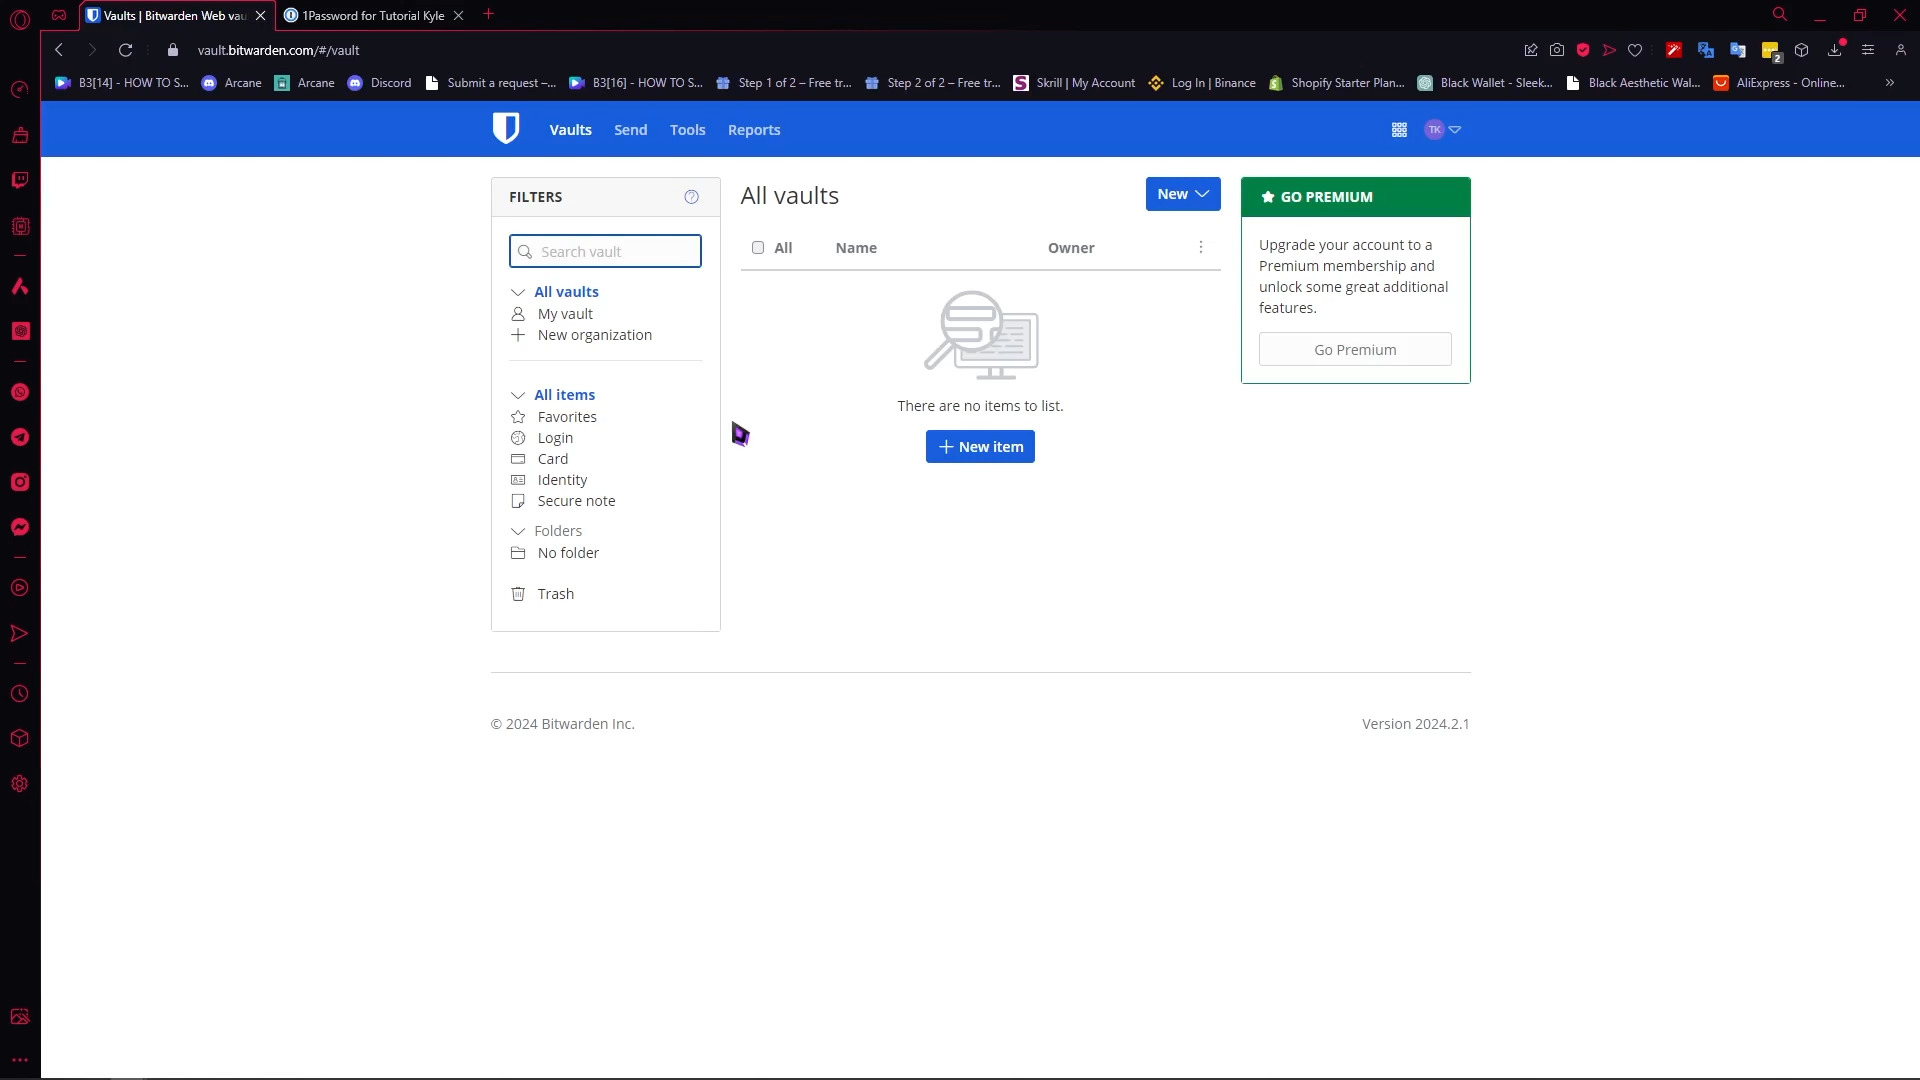 Vaults | Bitwarden Web vau
1Password for Tutorial Kyle
vault.bitwarden.com/#/vault
2
B3[14] - HOW TO S...
Arcane
Arcane
Discord
Submit a request –...
B3[16] - HOW TO S...
Step 1 of 2 – Free tr...
Step 2 of 2 – Free tr...
Skrill | My Account
Log In | Binance
Shopify Starter Plan...
Black Wallet - Sleek...
Black Aesthetic Wal...
AliExpress - Online...
Vaults
Send
Tools
Reports
TK
FILTERS
Search vault
All vaults
My vault
New organization
All items
Favorites
Login
Card
Identity
Secure note
Folders
No folder
Trash
All vaults
New
All
Name
Owner
There are no items to list.
New item
GO PREMIUM
Upgrade your account to a
Premium membership and
unlock some great additional
features.
Go Premium
© 2024 Bitwarden Inc.
Version 2024.2.1